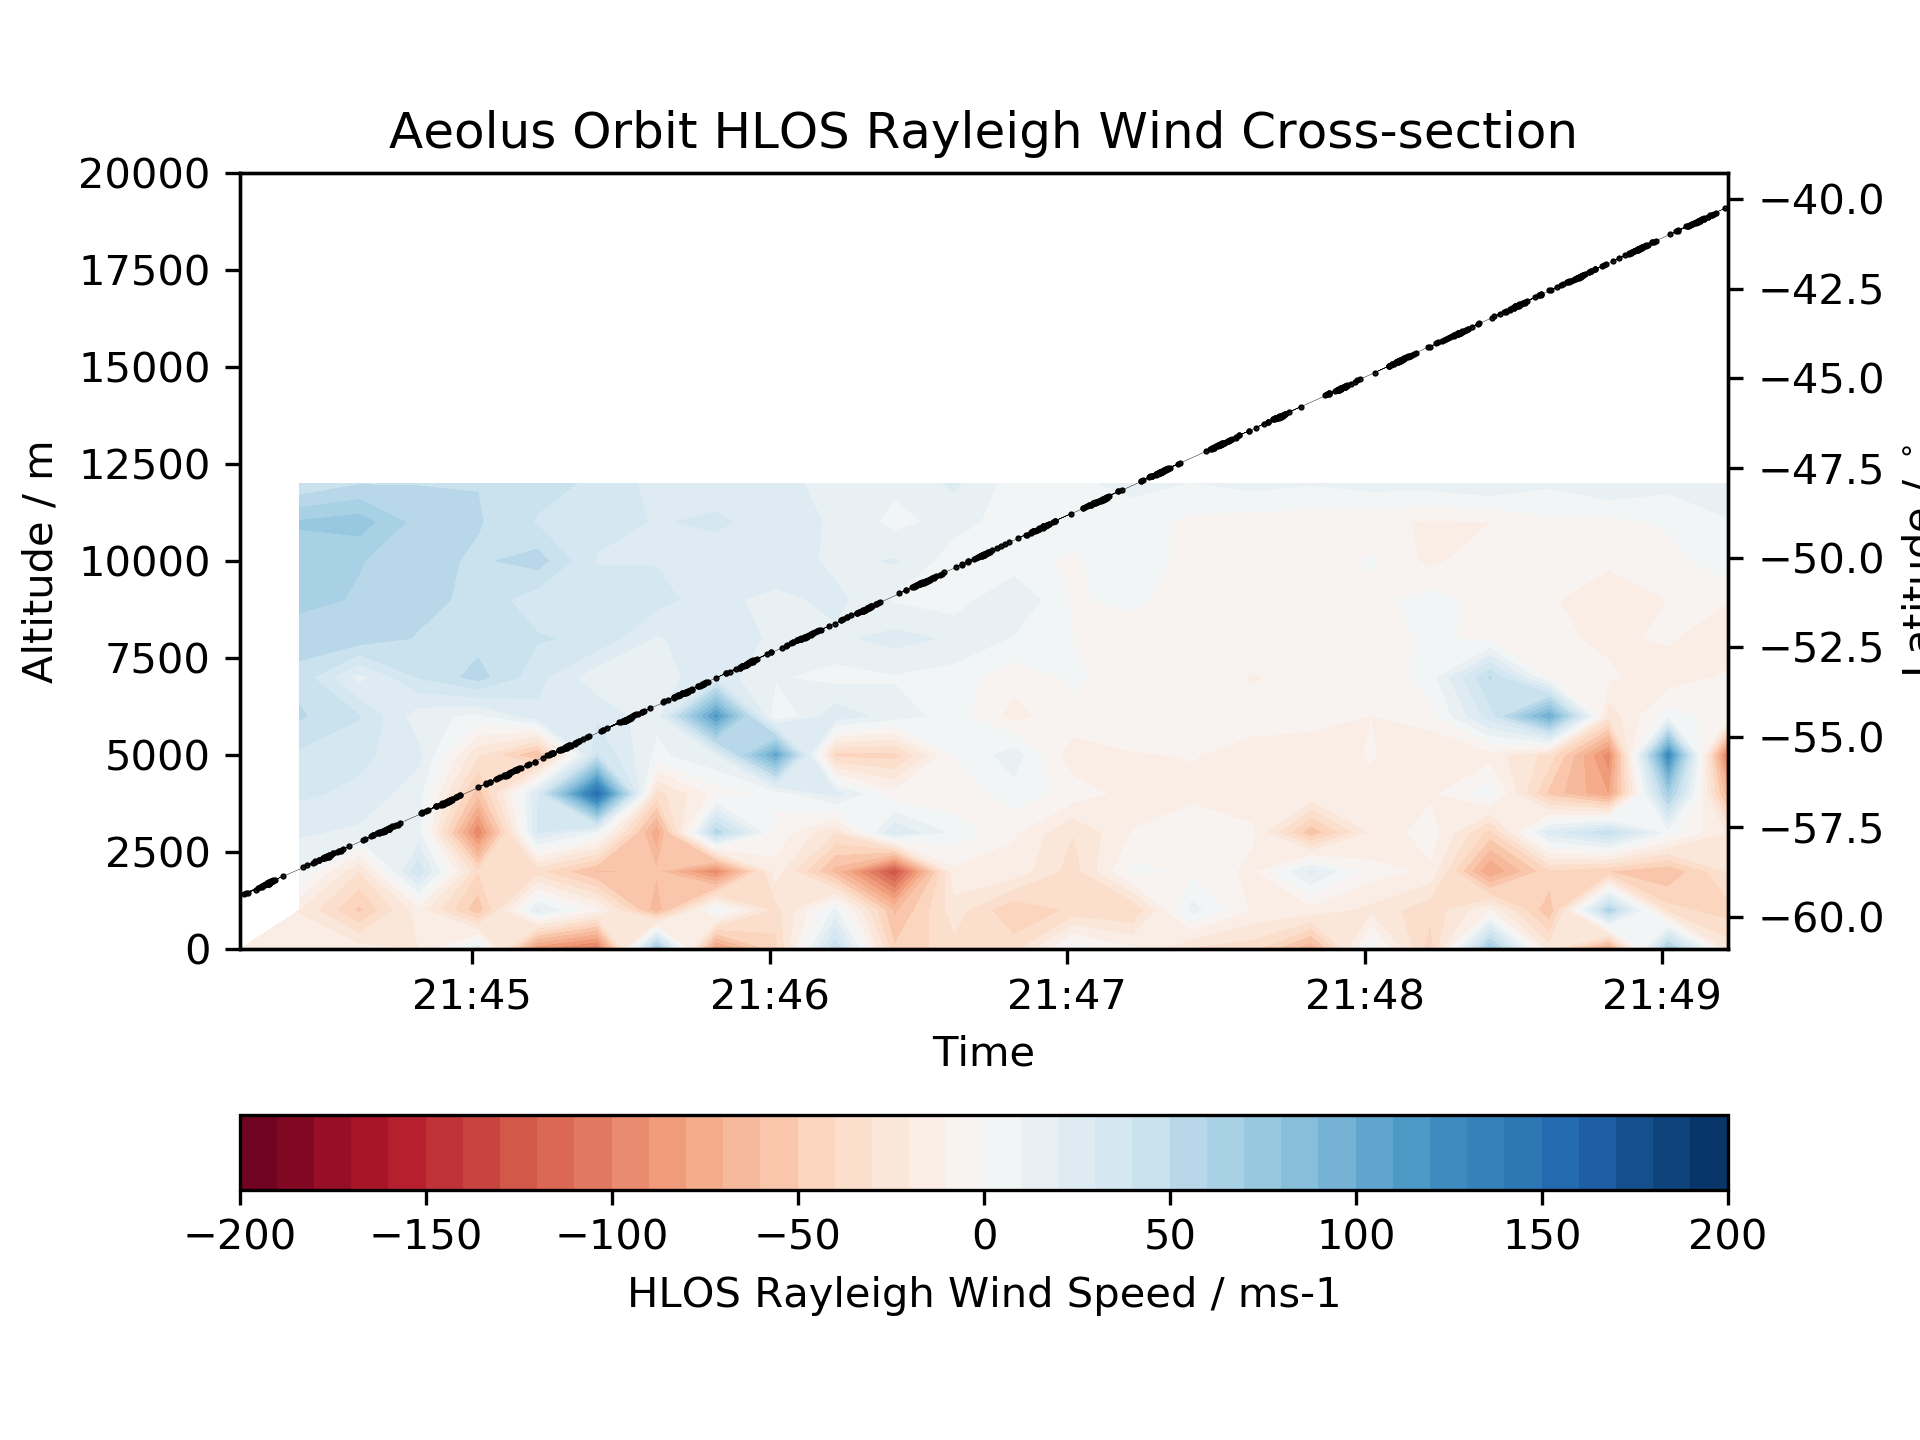 Aeolus Orbit HLOS Rayleigh Wind Cross-section
20000
17500
15000
12500
10000
7500
5000
2500
0
Altitude / m
−40.0
−42.5
−45.0
−47.5
−50.0
−52.5
−55.0
−57.5
−60.0
Latitude / °
21:45 21:46 21:47 21:48 21:49
Time
−200 −150 −100 −50 0 50 100 150 200
HLOS Rayleigh Wind Speed / ms-1